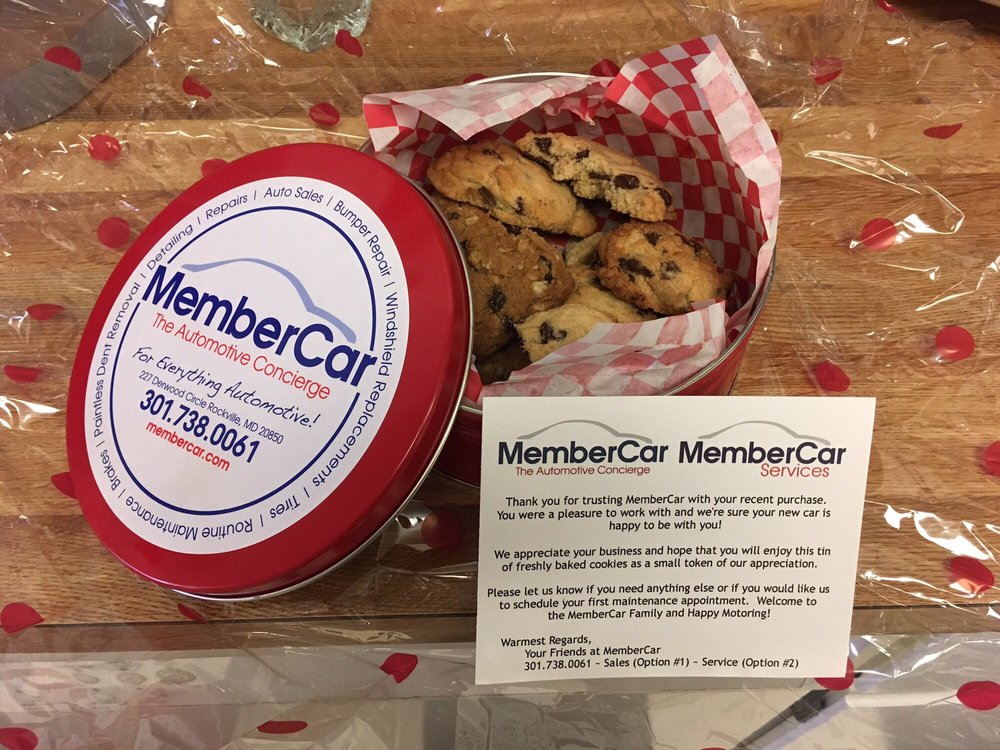 Brakes | Paintless Dent Removal | Detailing | Repairs | Auto Sales | Bumper Repair | Windshield Replacements | Tires | Routine Maintenance |
MemberCar
The Automotive Concierge
For Everything Automotive!
227 Derwood Circle Rockville, MD 20850
301.738.0061
membercar.com
MemberCar
The Automotive Concierge
MemberCar
Services
Thank you for trusting MemberCar with your recent purchase.
You were a pleasure to work with and we're sure your new car is
happy to be with you!
We appreciate your business and hope that you will enjoy this tin
of freshly baked cookies as a small token of our appreciation.
Please let us know if you need anything else or if you would like us
to schedule your first maintenance appointment. Welcome to
the MemberCar Family and Happy Motoring!
Warmest Regards,
Your Friends at MemberCar
301.738.0061 ~ Sales (Option #1) ~ Service (Option #2)